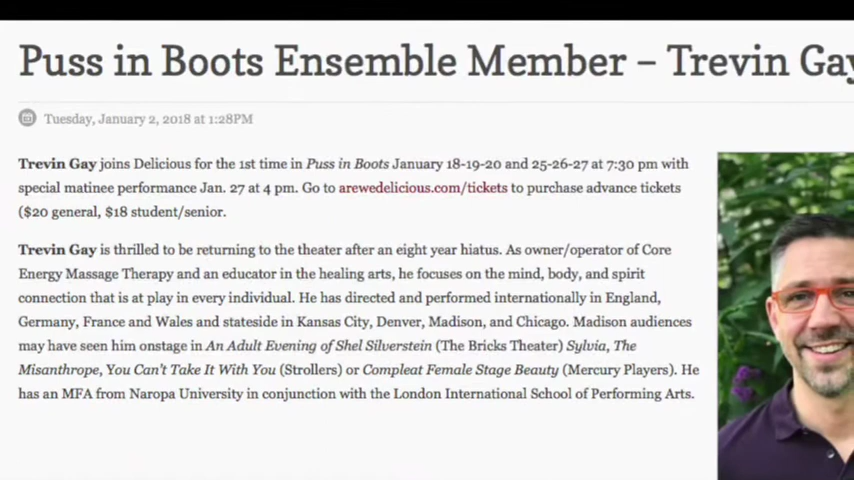 Puss in Boots Ensemble Member – Trevin Gay
Tuesday, January 2, 2018 at 1:28PM
Trevin Gay joins Delicious for the 1st time in Puss in Boots January 18-19-20 and 25-26-27 at 7:30 pm with
special matinee performance Jan. 27 at 4 pm. Go to arewedelicious.com/tickets to purchase advance tickets
($20 general, $18 student/senior.
Trevin Gay is thrilled to be returning to the theater after an eight year hiatus. As owner/operator of Core
Energy Massage Therapy and an educator in the healing arts, he focuses on the mind, body, and spirit
connection that is at play in every individual. He has directed and performed internationally in England,
Germany, France and Wales and stateside in Kansas City, Denver, Madison, and Chicago. Madison audiences
may have seen him onstage in An Adult Evening of Shel Silverstein (The Bricks Theater) Sylvia, The
Misanthrope, You Can't Take It With You (Strollers) or Compleat Female Stage Beauty (Mercury Players). He
has an MFA from Naropa University in conjunction with the London International School of Performing Arts.